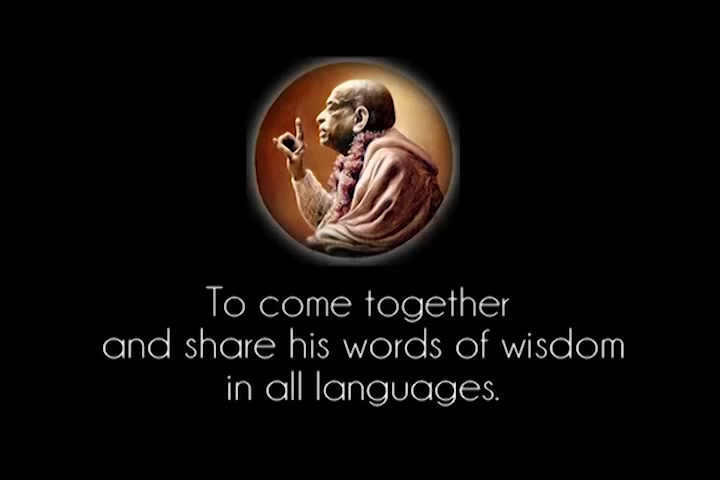 To come together
and share his words of wisdom
in all languages.